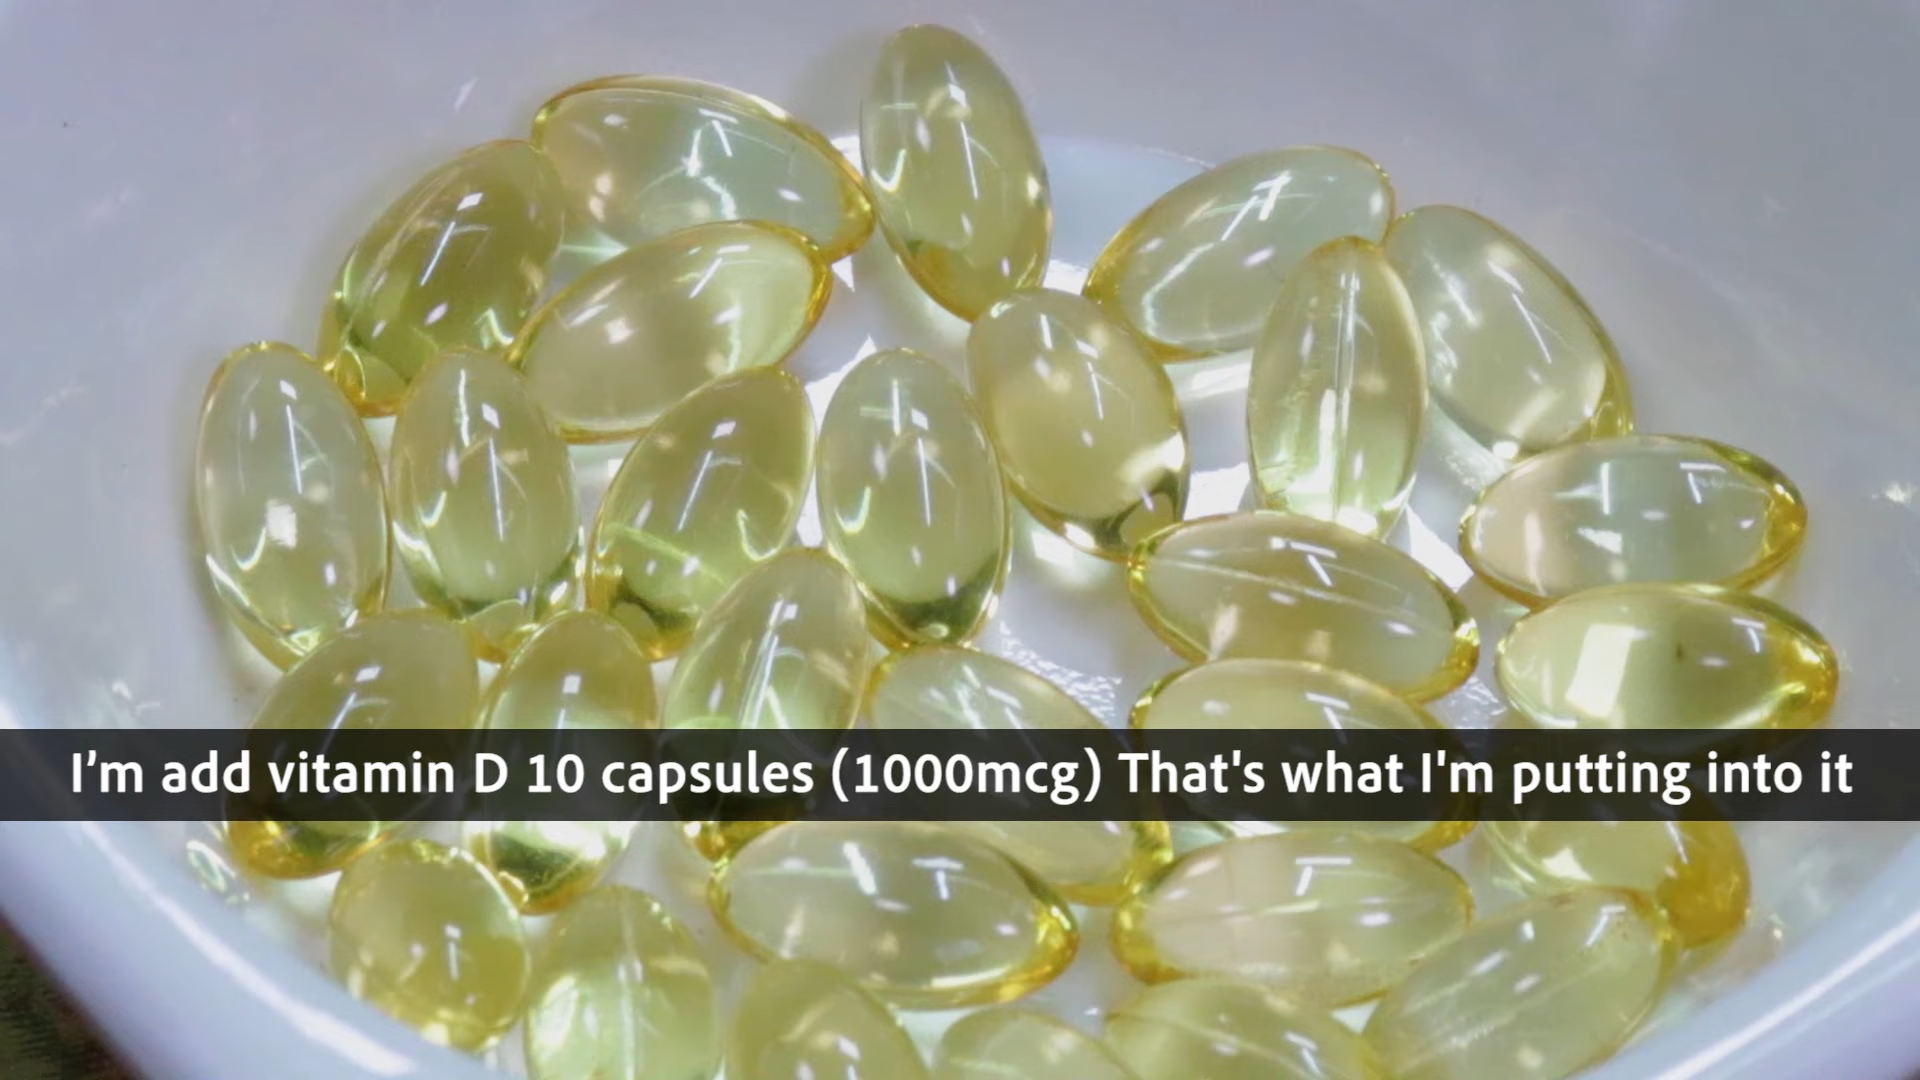 I’m add vitamin D 10 capsules (1000mcg) That's what I'm putting into it